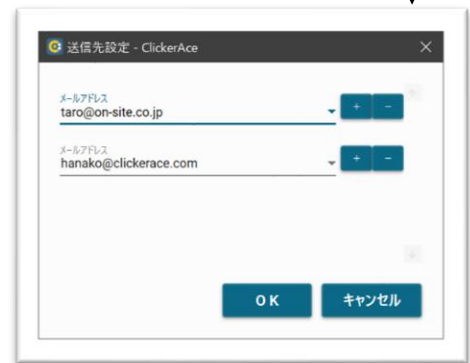 送信先設定 - ClickerAce
メールアドレス
taro@on-site.co.jp
+ -
メールアドレス
hanako@clickerace.com
+ -
OK
キャンセル